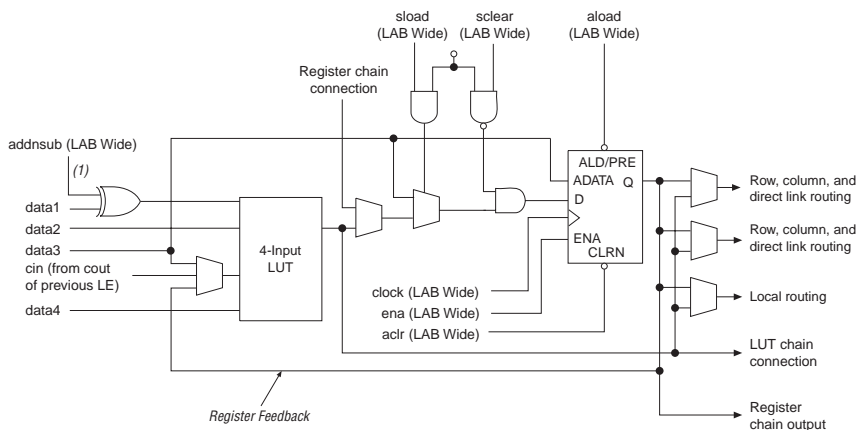 sload
(LAB Wide)
sclear
(LAB Wide)
aload
(LAB Wide)
Register chain
connection
addnsub (LAB Wide)
(1)
data1
data2
data3
cin (from cout
of previous LE)
data4
4-Input
LUT
ALD/PRE
ADATA
Q
D
ENA
CLRN
clock (LAB Wide)
ena (LAB Wide)
aclr (LAB Wide)
Row, column, and
direct link routing
Row, column, and
direct link routing
Local routing
LUT chain
connection
Register
chain output
Register Feedback